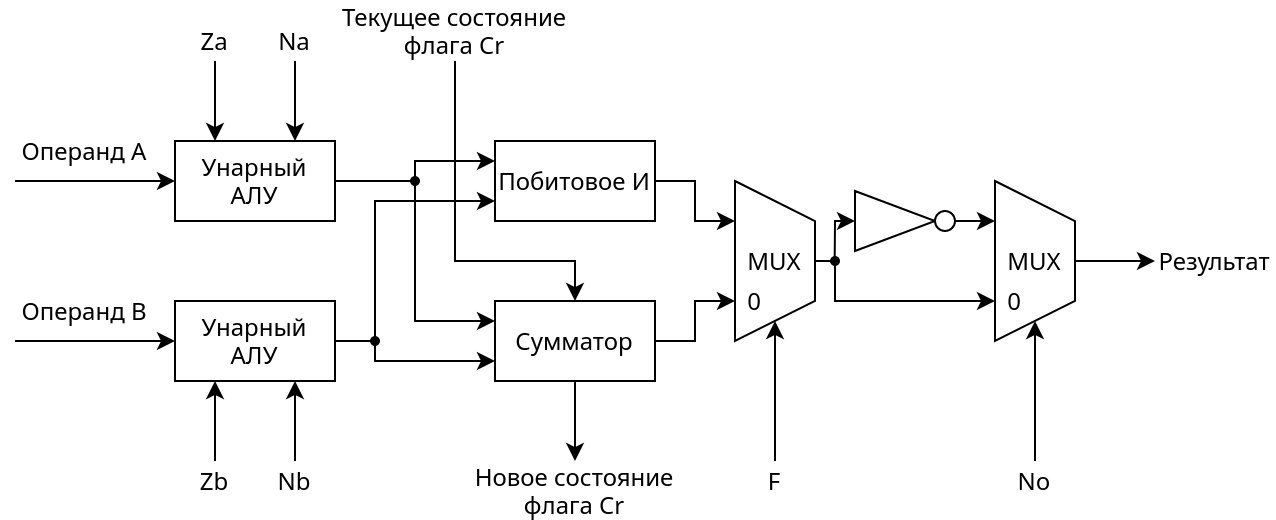 Текущее состояние
флага Cr
Za
Na
Операнд A
Унарный
АЛУ
Побитовое И
MUX
0
MUX
0
Результат
Операнд B
Унарный
АЛУ
Сумматор
Zb
Nb
Новое состояние
флага Cr
F
No